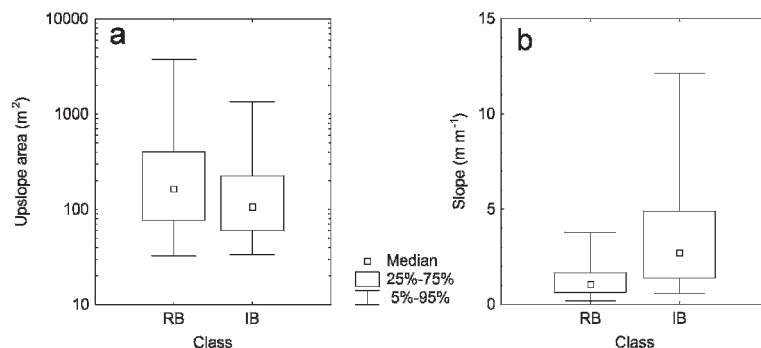 a
10000
1000
100
10
Upslope area (m²)
RB
IB
Class
Median
25%-75%
5%-95%
b
15
10
5
0
Slope (m m⁻¹)
RB
IB
Class